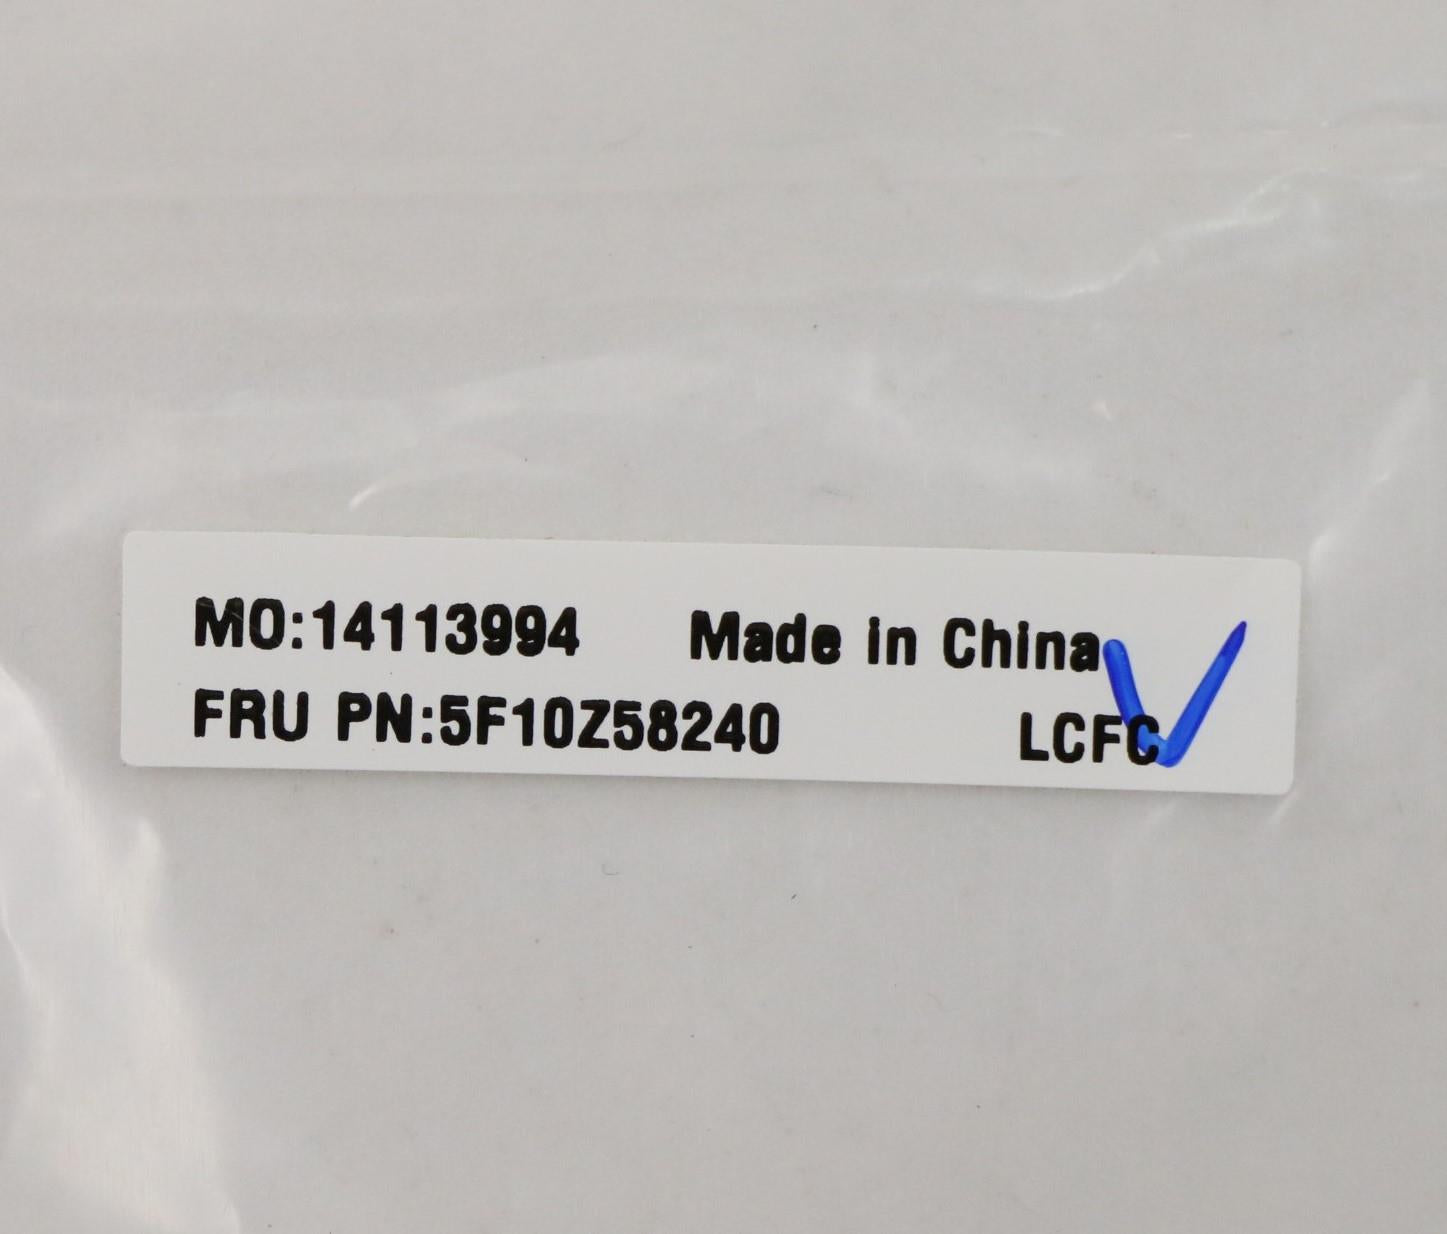 MO:14113994 Made in China
FRU PN:5F10Z58240 LCFC